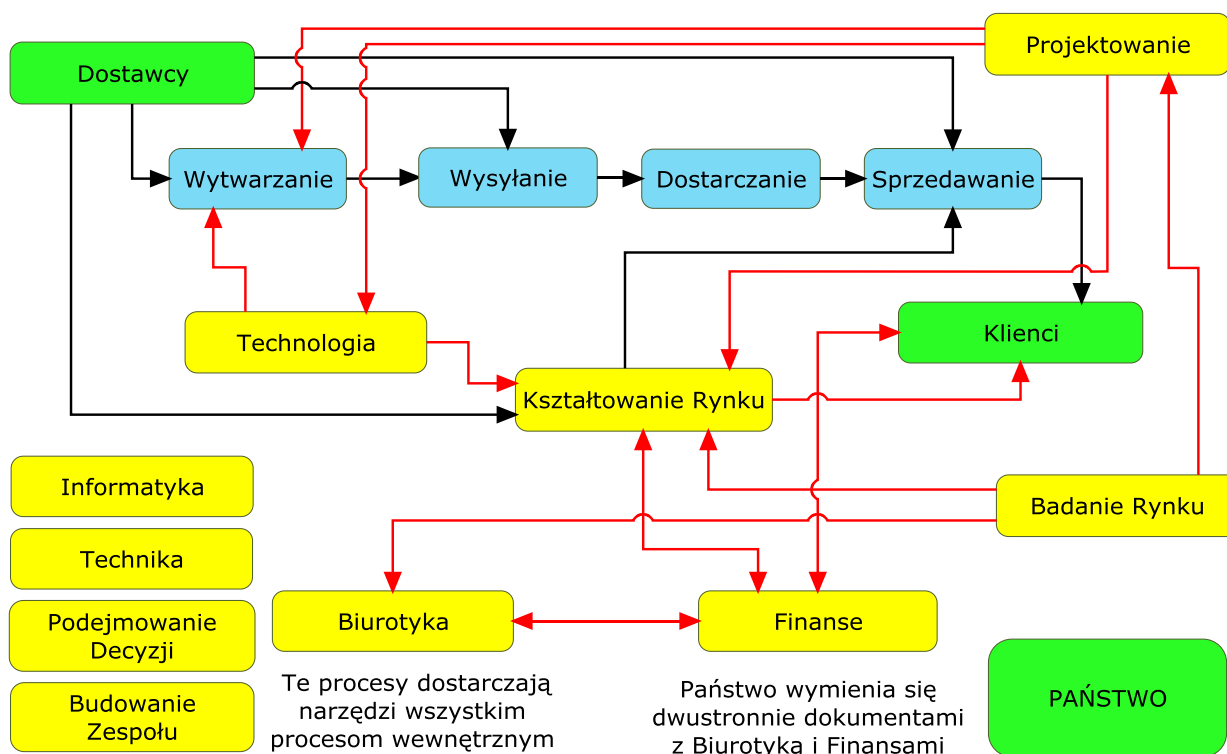 Projektowanie
Dostawcy
Wytwarzanie
Wysyłanie
Dostarczanie
Sprzedawanie
Technologia
Klienci
Kształtowanie Rynku
Informatyka
Badanie Rynku
Technika
Podejmowanie
Decyzji
Biurotyka
Finanse
Budowanie
Zespołu
Te procesy dostarczają
narzędzi wszystkim
procesom wewnętrznym
Państwo wymienia się
dwustronnie dokumentami
z Biurotyka i Finansami
PAŃSTWO